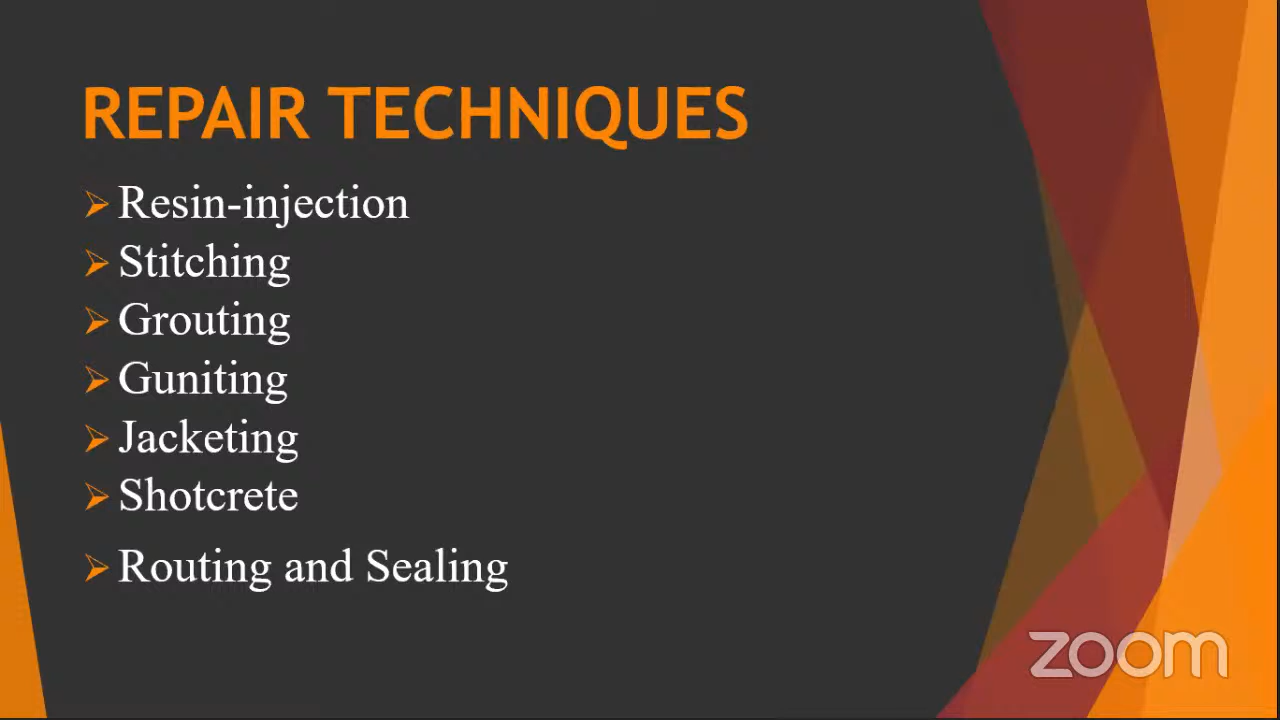 REPAIR TECHNIQUES
Resin-injection
Stitching
Grouting
Guniting
Jacketing
Shotcrete
Routing and Sealing
zoom